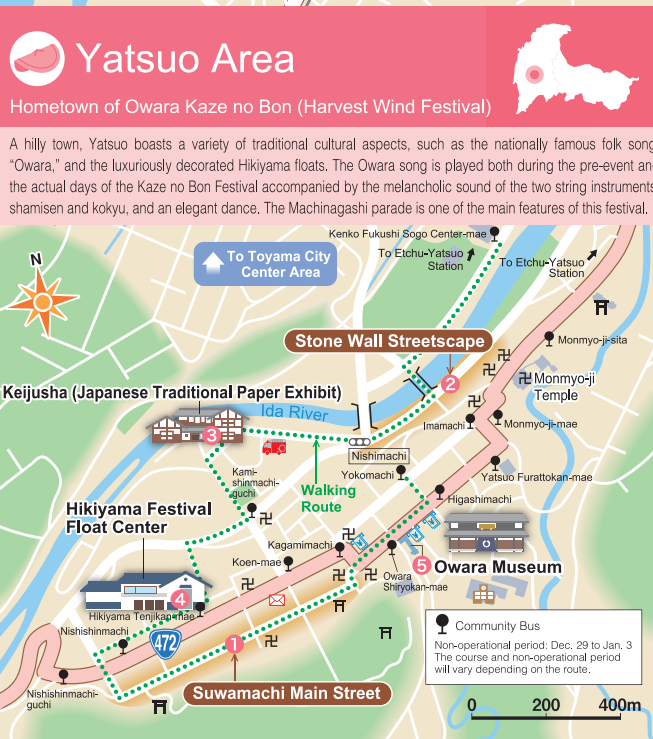 Yatsuo Area
Hometown of Owara Kaze no Bon (Harvest Wind Festival)
A hilly town, Yatsuo boasts a variety of traditional cultural aspects, such as the nationally famous folk song
“Owara,” and the luxuriously decorated Hikiyama floats. The Owara song is played both during the pre-event an
the actual days of the Kaze no Bon Festival accompanied by the melancholic sound of the two string instruments
shamisen and kokyu, and an elegant dance. The Machinagashi parade is one of the main features of this festival.
N
To Toyama City
Center Area
Kenko Fukushi Sogo Center-mae
To Etchu-Yatsuo
Station
To Etchu-Yatsuo
Station
Stone Wall Streetscape
2
Monmyo-ji-sita
Monmyo-ji
Temple
Keijusha (Japanese Traditional Paper Exhibit)
3
Ida River
Imamachi
Monmyo-ji-mae
Nishimachi
Yokomachi
Yatsuo Furattokan-mae
Kami-
shinmachi-
guchi
Walking
Route
Higashimachi
Hikiyama Festival
Float Center
4
Kagamimachi
Koen-mae
Owara
Shiryokan-mae
5
Owara Museum
Hikiyama Tenjikan-mae
Nishishinmachi
472
1
Nishishinmachi-
guchi
Suwamachi Main Street
Community Bus
Non-operational period: Dec. 29 to Jan. 3
The course and non-operational period
will vary depending on the route.
0 200 400m